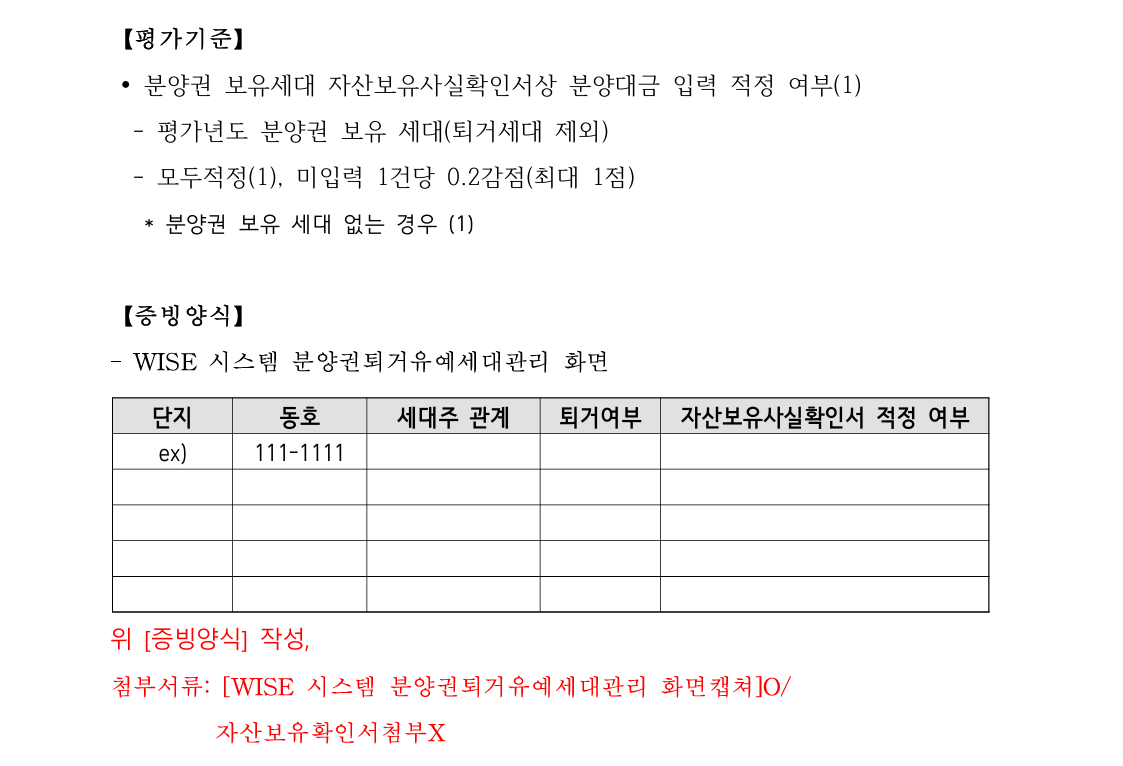 【평가기준】
• 분양권 보유세대 자산보유사실확인서상 분양대금 입력 적정 여부(1)
- 평가년도 분양권 보유 세대(퇴거세대 제외)
- 모두적정(1), 미입력 1건당 0.2감점(최대 1점)
* 분양권 보유 세대 없는 경우 (1)
【증빙양식】
- WISE 시스템 분양권퇴거유예세대관리 화면
단지 동호 세대주 관계 퇴거여부 자산보유사실확인서 적정 여부
ex) 111-1111
위 [증빙양식] 작성,
첨부서류: [WISE 시스템 분양권퇴거유예세대관리 화면캡쳐]O/
자산보유확인서첨부X